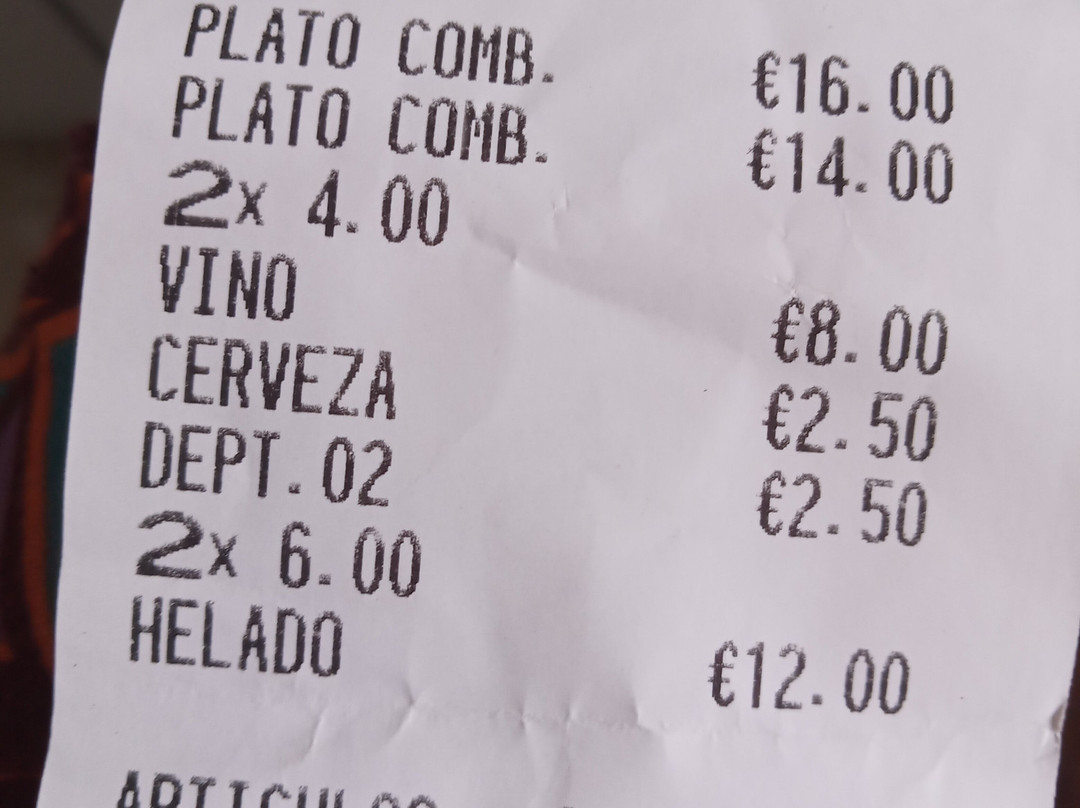 PLATO COMB. €16.00
PLATO COMB. €14.00
2x 4.00
VINO €8.00
CERVEZA €2.50
DEPT.02 €2.50
2x 6.00
HELADO €12.00